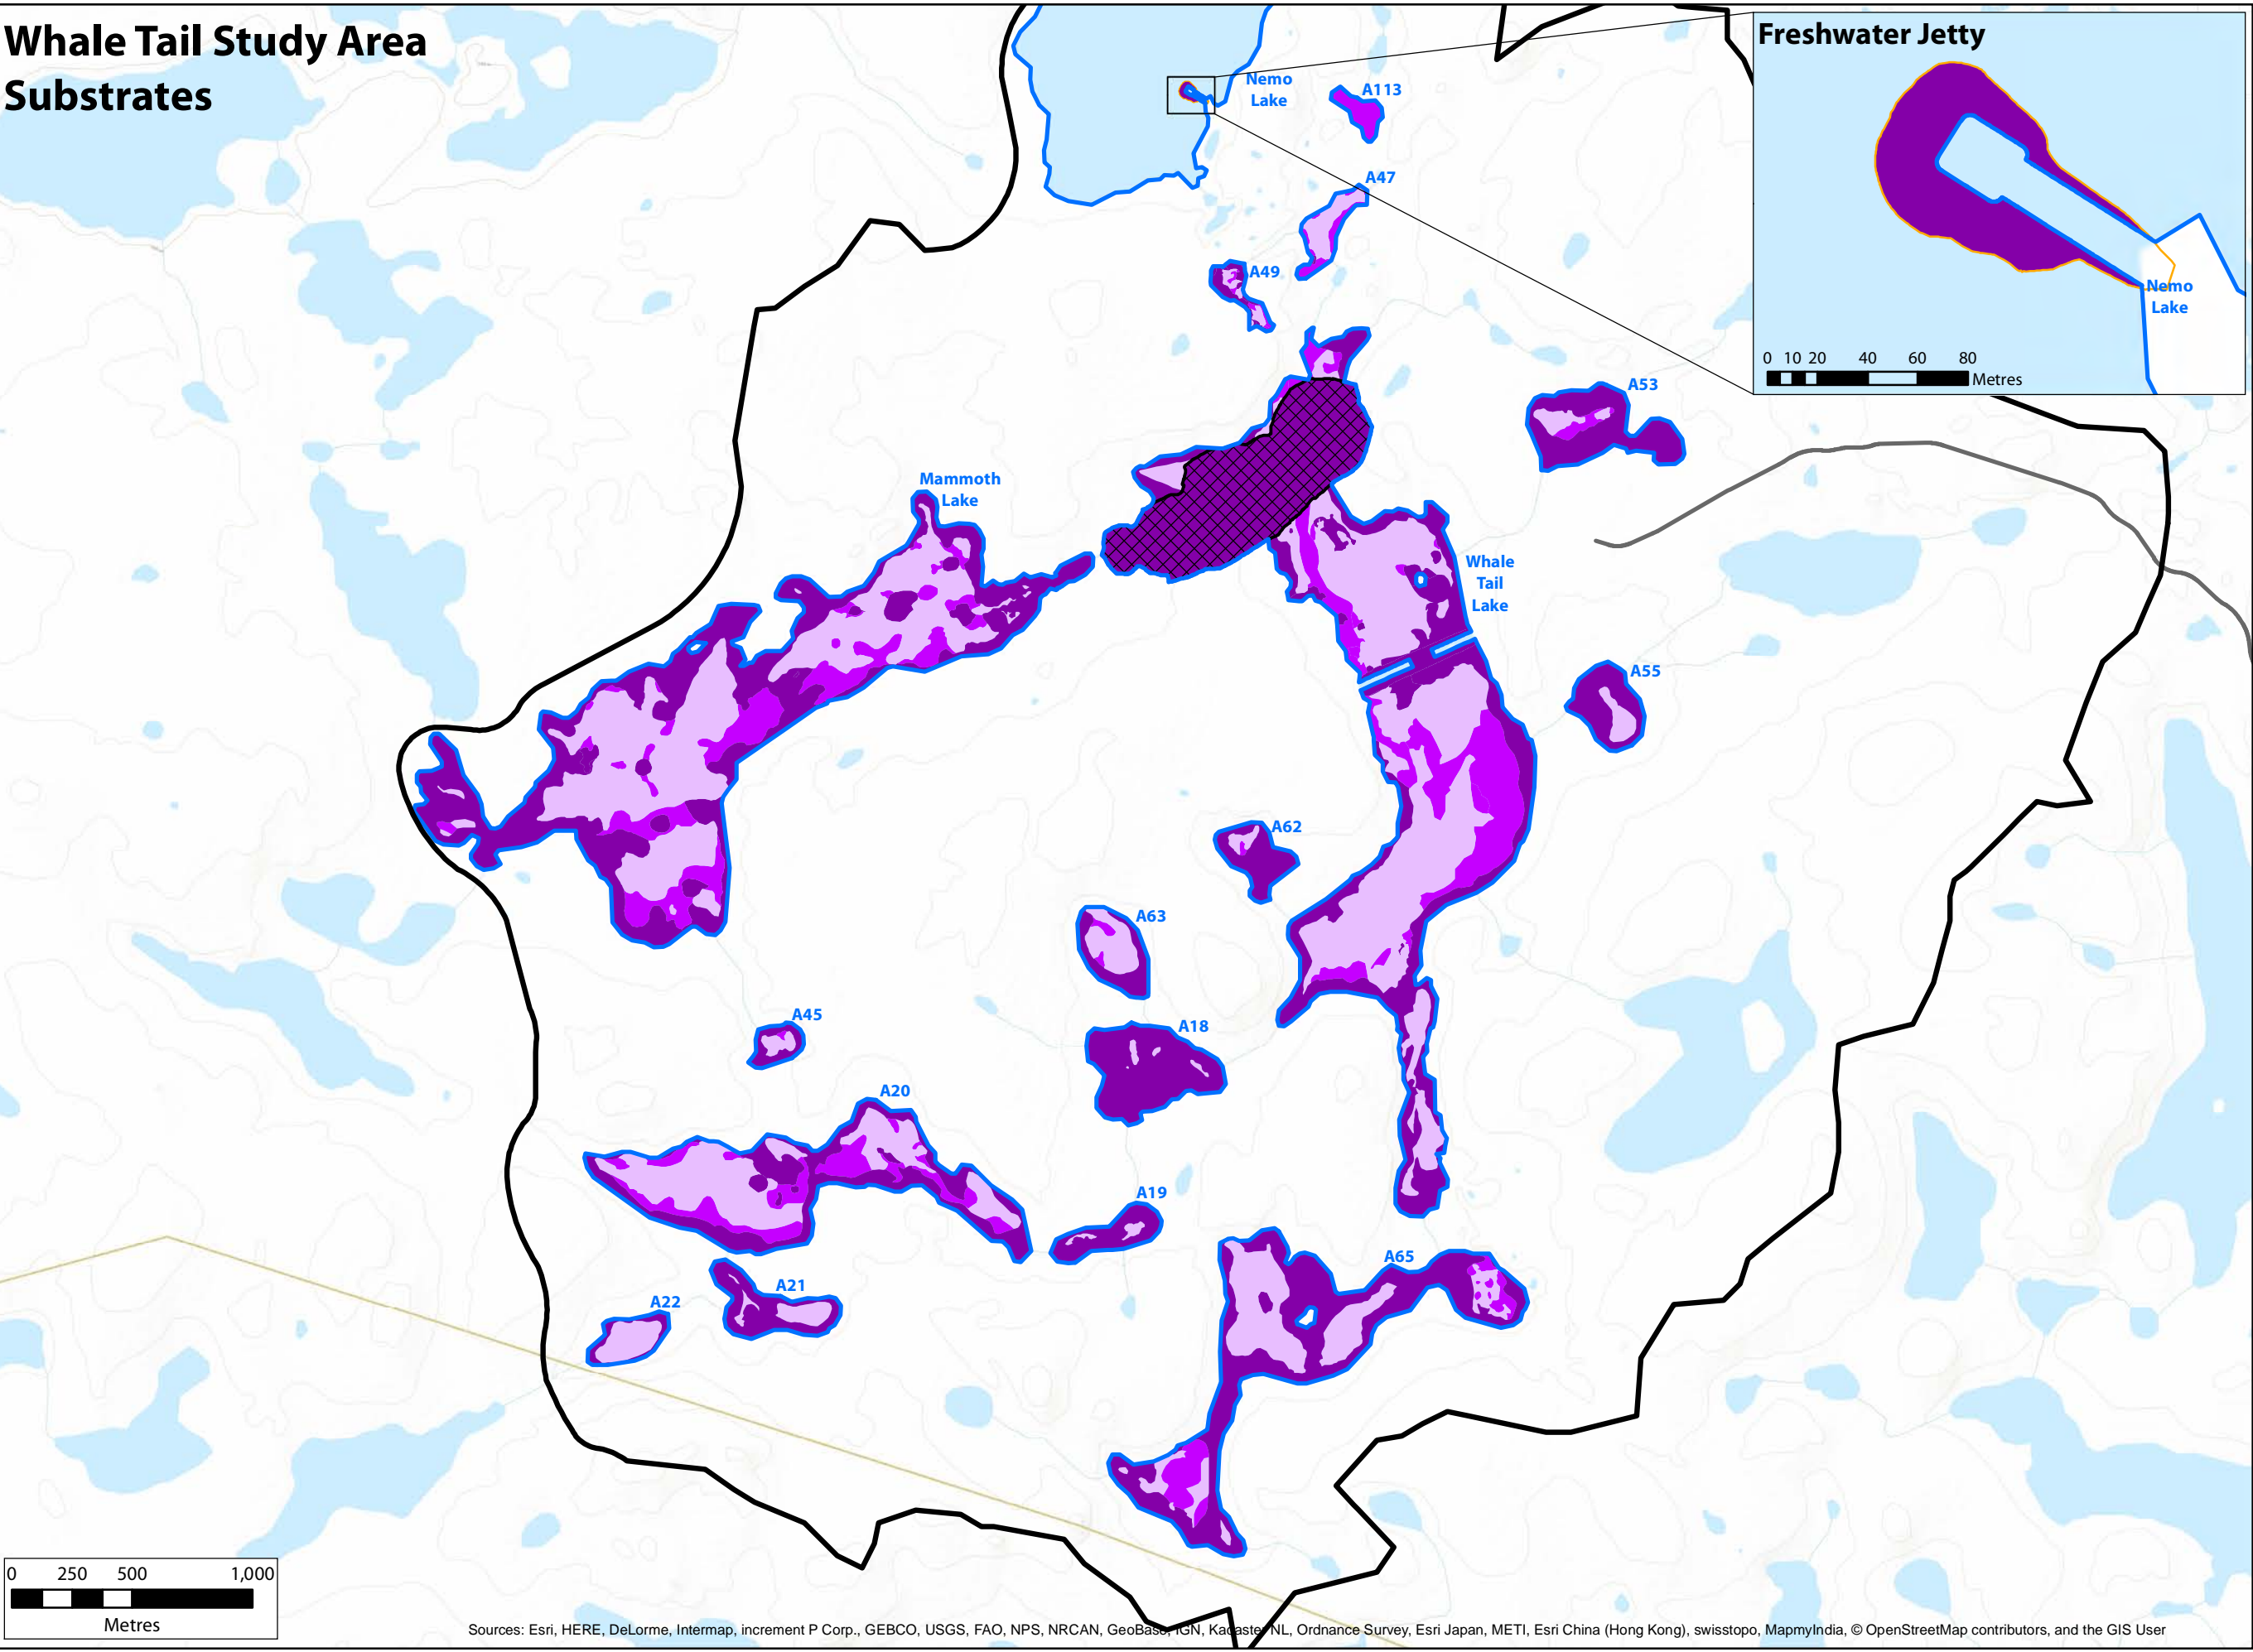 Whale Tail Study Area
Substrates
Freshwater Jetty
Nemo
Lake
0 10 20 40 60 80
Metres
Nemo
Lake
A113
A47
A49
A53
Mammoth
Lake
Whale
Tail
Lake
A55
A62
A63
A45
A18
A20
A19
A65
A21
A22
0 250 500 1,000
Metres
Sources: Esri, HERE, DeLorme, Intermap, increment P Corp., GEBCO, USGS, FAO, NPS, NRCAN, GeoBase, IGN, Kadaster NL, Ordnance Survey, Esri Japan, METI, Esri China (Hong Kong), swisstopo, MapmyIndia, © OpenStreetMap contributors, and the GIS User